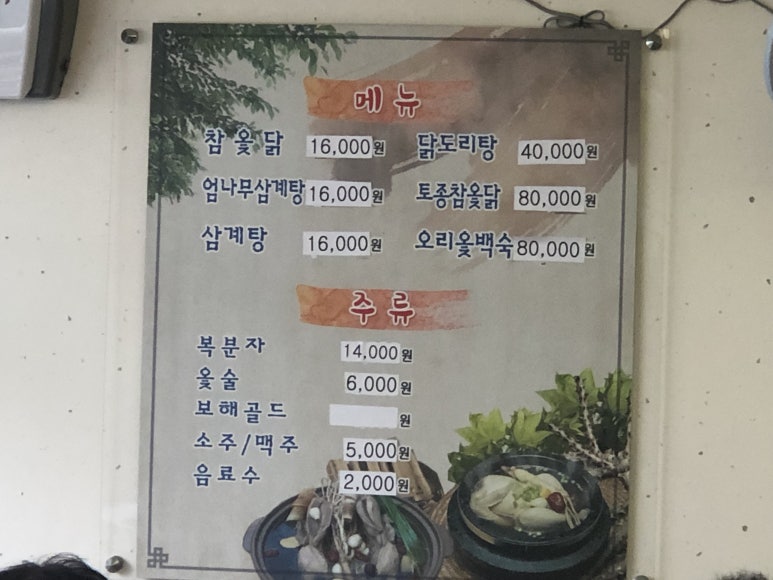 메뉴
참옻닭 16,000원 닭도리탕 40,000원
엄나무삼계탕 16,000원 토종참옻닭 80,000원
삼계탕 16,000원 오리옻백숙 80,000원
주류
복분자 14,000원
옻술 6,000원
보해골드 원
소주/맥주 5,000원
음료수 2,000원